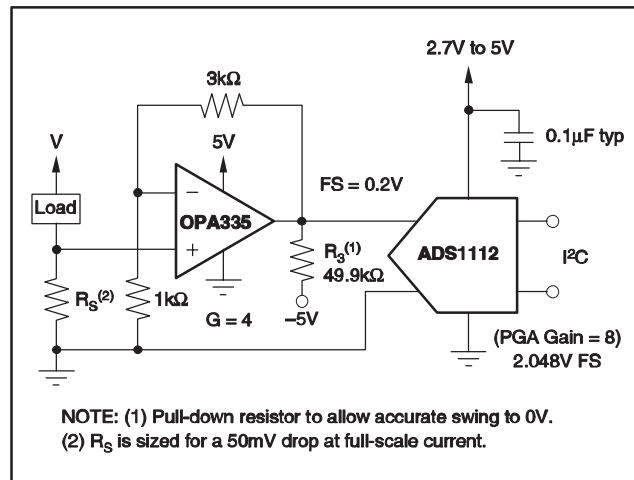 2.7V to 5V
3kΩ
0.1µF typ
V
5V
FS = 0.2V
Load
−
OPA335
+
R3(1)
49.9kΩ
ADS1112
I2C
RS(2)
1kΩ
G = 4
–5V
(PGA Gain = 8)
2.048V FS
NOTE: (1) Pull-down resistor to allow accurate swing to 0V.
(2) RS is sized for a 50mV drop at full-scale current.